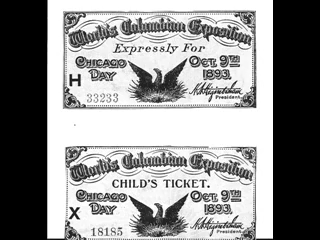 World's Columbian Exposition
Expressly For
CHICAGO DAY
OCT. 9TH 1893.
H
33233
President.
World's Columbian Exposition
CHILD'S TICKET.
CHICAGO DAY
OCT. 9TH 1893.
X
18185
President.